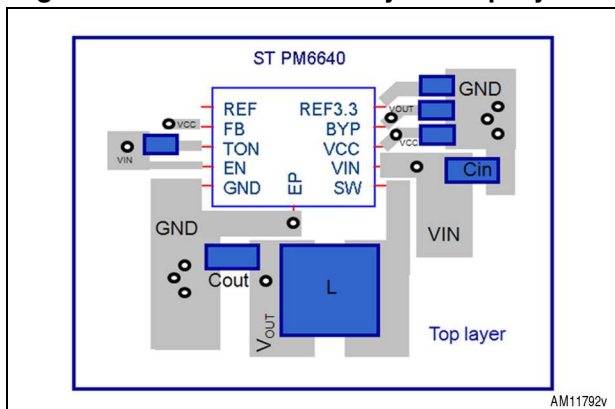 ST PM6640
REF
FB
TON
EN
GND
EP
REF3.3
BYP
VCC
VIN
SW
VCC
VIN
GND
VOUT
VCC
Cin
VIN
GND
Cout
VOUT
L
Top layer
AM11792v